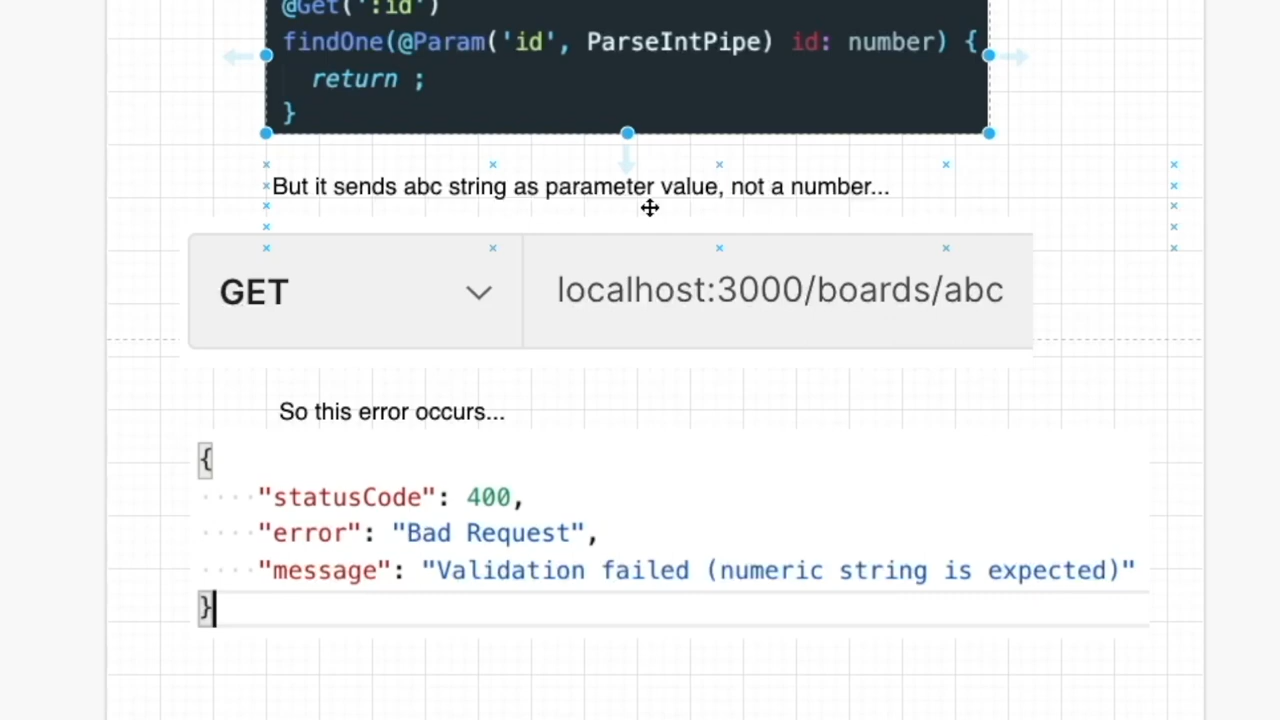 @Get(':id')
findOne(@Param('id', ParseIntPipe) id: number) {
return ;
}
But it sends abc string as parameter value, not a number...
GET localhost:3000/boards/abc
So this error occurs...
{
"statusCode": 400,
"error": "Bad Request",
"message": "Validation failed (numeric string is expected)"
}